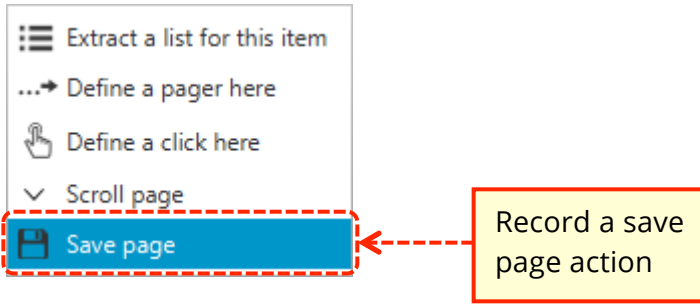 Extract a list for this item
Define a pager here
Define a click here
Scroll page
Save page
Record a save
page action